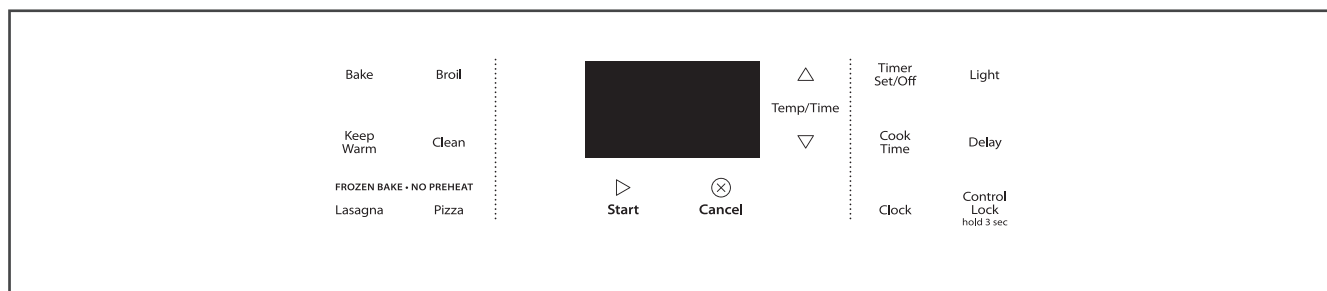 Bake
Broil
Keep
Warm
Clean
FROZEN BAKE • NO PREHEAT
Lasagna
Pizza
Start
Cancel
Temp/Time
Timer
Set/Off
Light
Cook
Time
Delay
Clock
Control
Lock
hold 3 sec